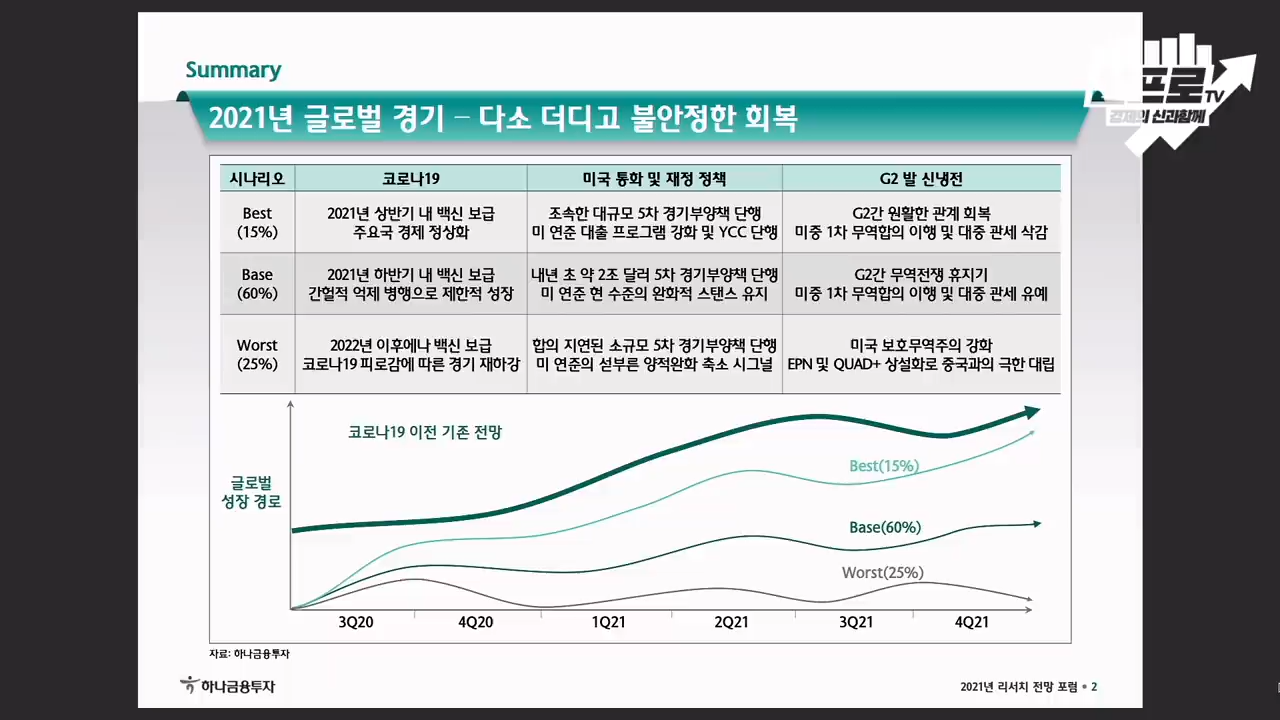 Summary
2021년 글로벌 경기 – 다소 더디고 불안정한 회복
프로TV
경제의 신과함께
시나리오 코로나19 미국 통화 및 재정 정책 G2 발 신냉전
Best 2021년 상반기 내 백신 보급 조속한 대규모 5차 경기부양책 단행 G2간 원활한 관계 회복
(15%) 주요국 경제 정상화 미 연준 대출 프로그램 강화 및 YCC 단행 미중 1차 무역합의 이행 및 대중 관세 삭감
Base 2021년 하반기 내 백신 보급 내년 초 약 2조 달러 5차 경기부양책 단행 G2간 무역전쟁 휴지기
(60%) 간헐적 억제 병행으로 제한적 성장 미 연준 현 수준의 완화적 스탠스 유지 미중 1차 무역합의 이행 및 대중 관세 유예
Worst 2022년 이후에나 백신 보급 합의 지연된 소규모 5차 경기부양책 단행 미국 보호무역주의 강화
(25%) 코로나19 피로감에 따른 경기 재하강 미 연준의 섣부른 양적완화 축소 시그널 EPN 및 QUAD+ 상설화로 중국과의 극한 대립
코로나19 이전 기존 전망
글로벌
성장 경로
Best(15%)
Base(60%)
Worst(25%)
3Q20 4Q20 1Q21 2Q21 3Q21 4Q21
자료: 하나금융투자
하나금융투자
2021년 리서치 전망 포럼 • 2